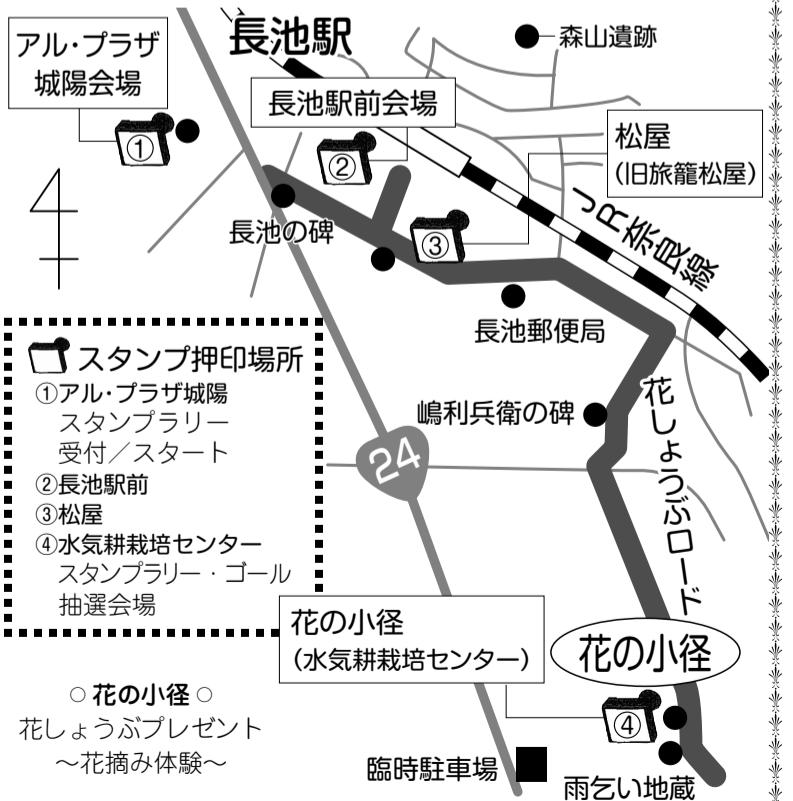 アル・プラザ
城陽会場
長池駅
森山遺跡
長池駅前会場
松屋
(旧旅籠松屋)
①
②
③
長池の碑
JR奈良線
長池郵便局
スタンプ押印場所
①アル・プラザ城陽
スタンプラリー
受付／スタート
②長池駅前
③松屋
④水気耕栽培センター
スタンプラリー・ゴール
抽選会場
嶋利兵衛の碑
花しょうぶロード
24
花の小径
(水気耕栽培センター)
花の小径
④
○花の小径○
花しょうぶプレゼント
～花摘み体験～
臨時駐車場
雨乞い地蔵